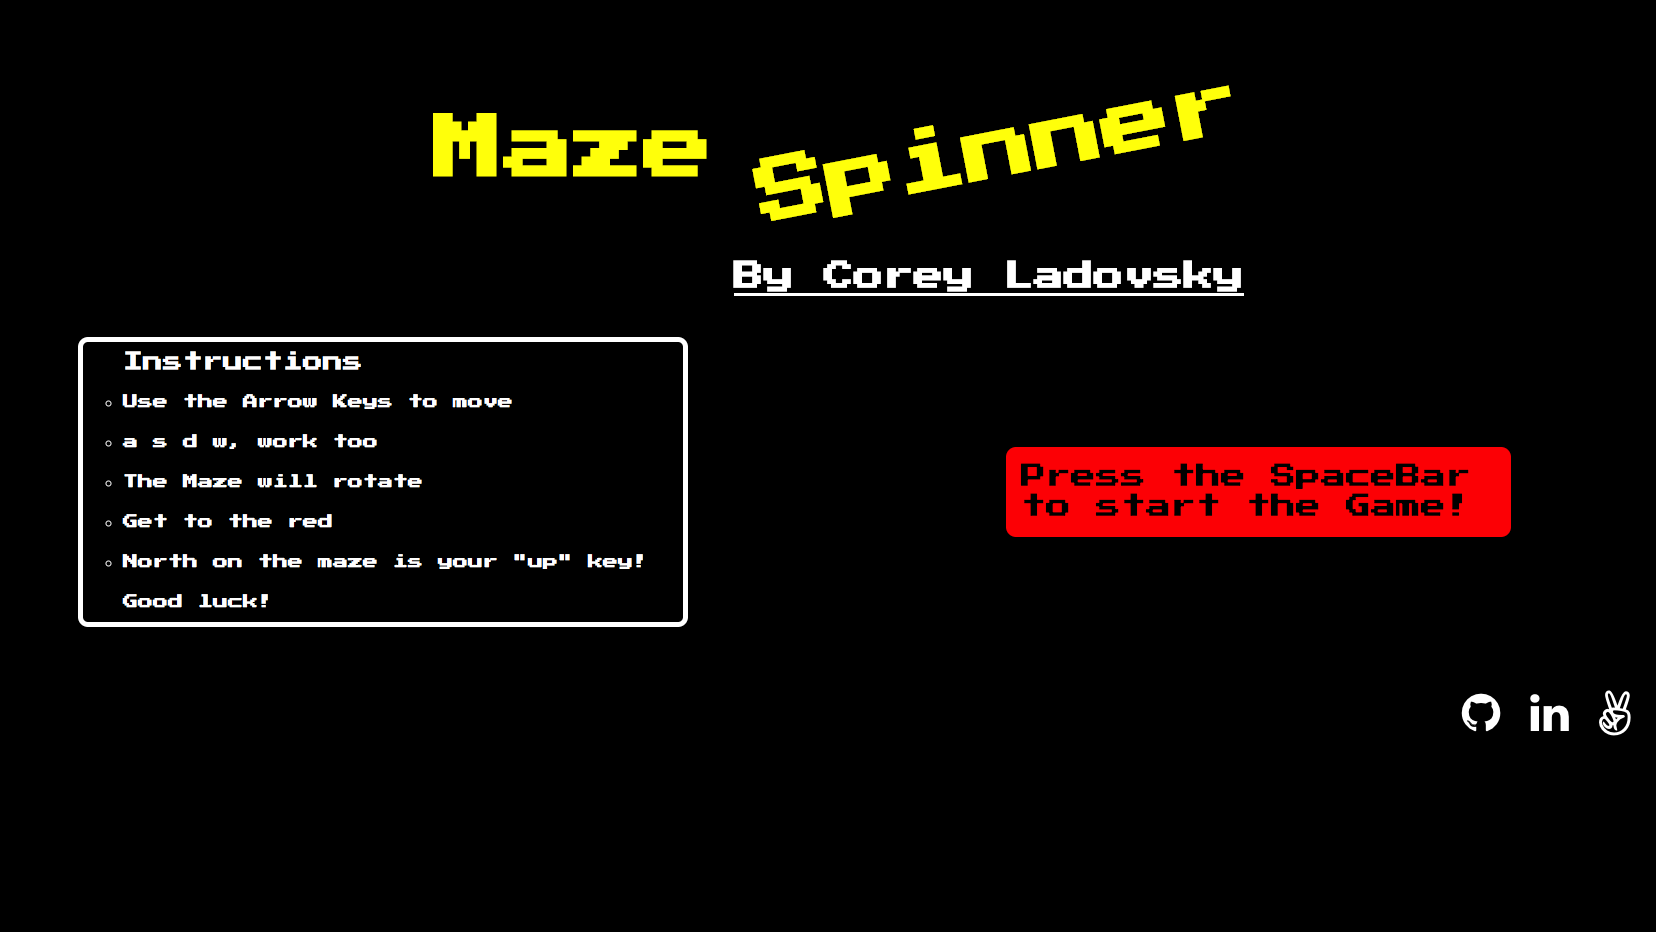 Maze Spinner
By Corey Ladovsky
Instructions
Use the Arrow Keys to move
a s d w, work too
The Maze will rotate
Get to the red
North on the maze is your "up" key!
Good luck!
Press the SpaceBar
to start the Game!
in